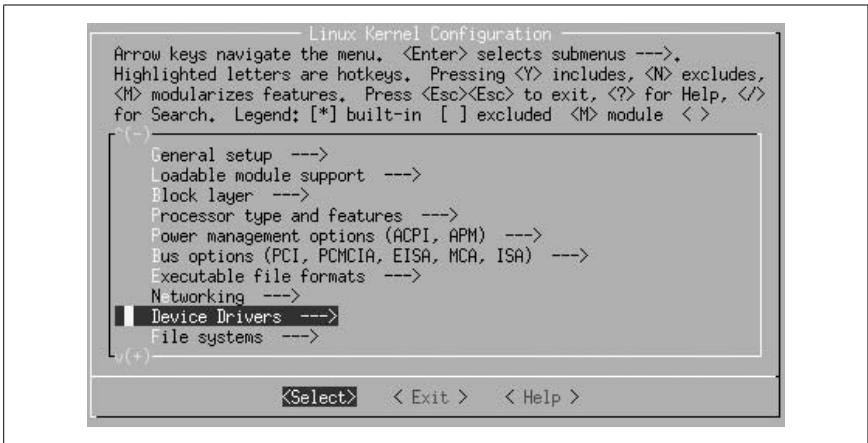 Linux Kernel Configuration
Arrow keys navigate the menu. <Enter> selects submenus --->.
Highlighted letters are hotkeys. Pressing <Y> includes, <N> excludes,
<M> modularizes features. Press <Esc><Esc> to exit, <?> for Help, </>
for Search. Legend: [*] built-in [ ] excluded <M> module < >
^(-)
General setup --->
Loadable module support --->
Block layer --->
Processor type and features --->
Power management options (ACPI, APM) --->
Bus options (PCI, PCMCIA, EISA, MCA, ISA) --->
Executable file formats --->
Networking --->
Device Drivers --->
File systems --->
v(+)
<Select> < Exit > < Help >